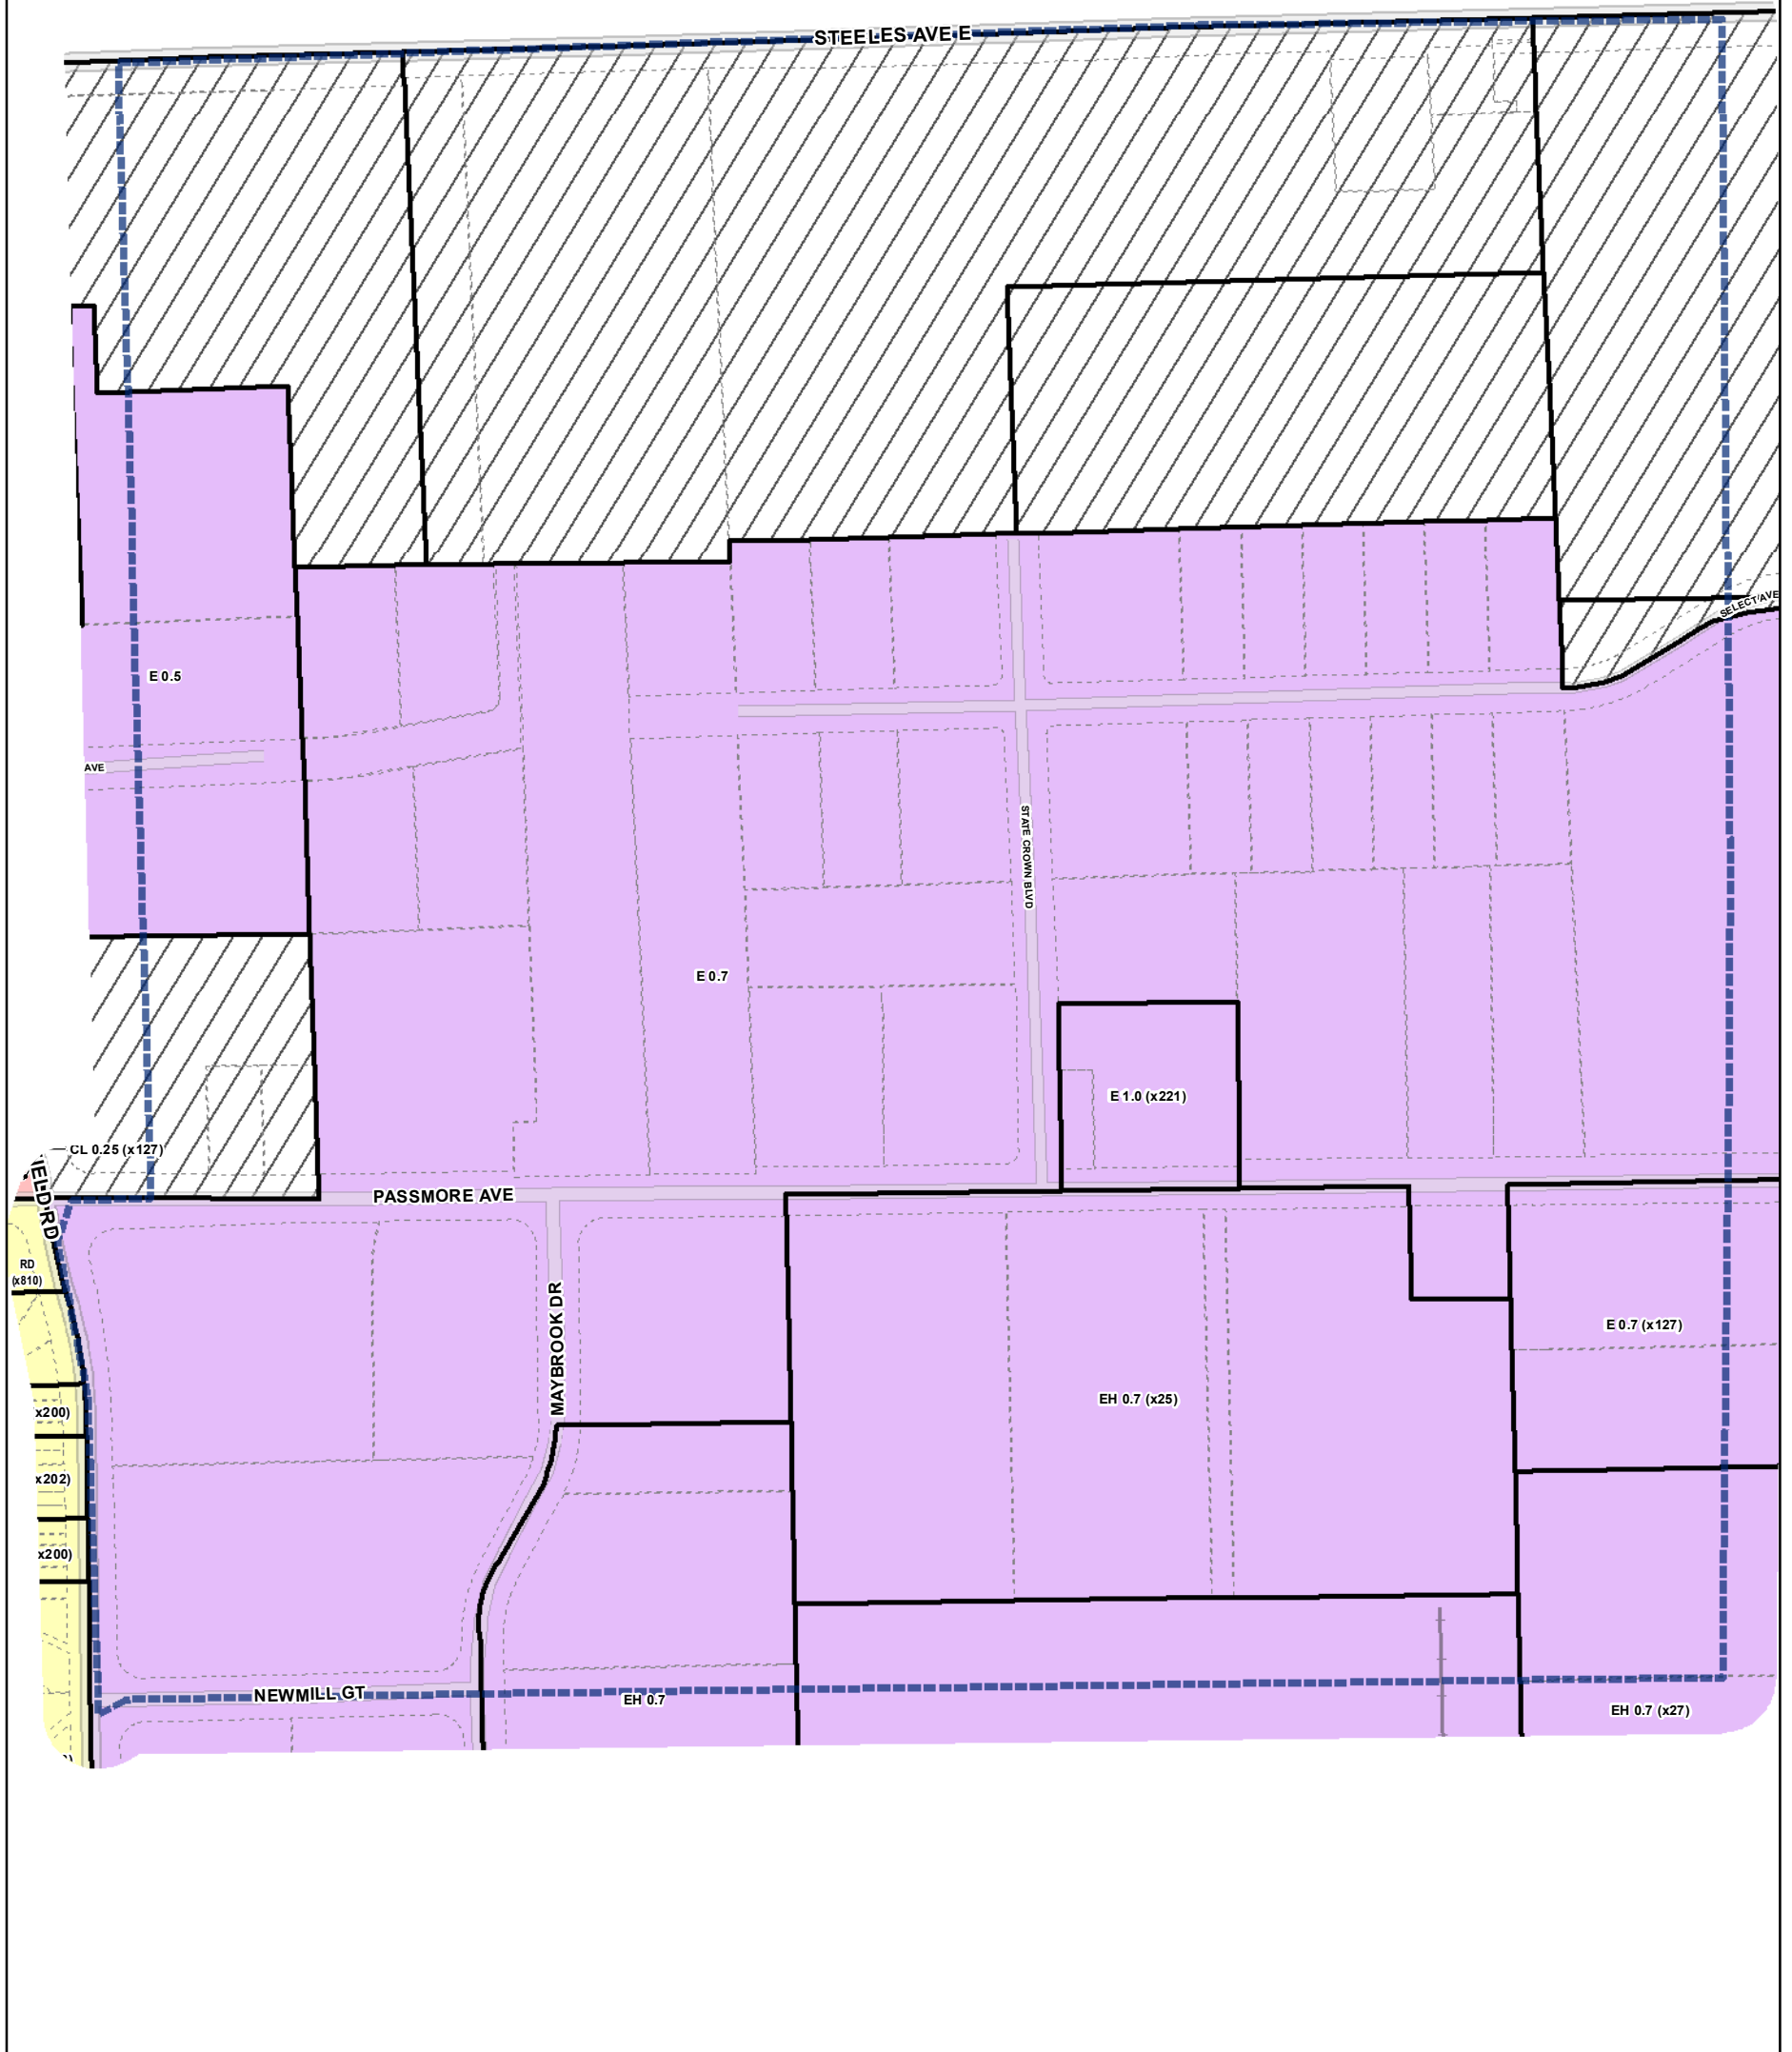 STEELES AVE E
SELECT AVE
E 0.5
AVE
STATE CROWN BLVD
E 0.7
E 1.0 (x221)
CL 0.25 (x127)
IELD RD
PASSMORE AVE
RD
(x810)
MAYBROOK DR
E 0.7 (x127)
EH 0.7 (x25)
x200)
x202)
x200)
NEWMILL GT
EH 0.7
EH 0.7 (x27)